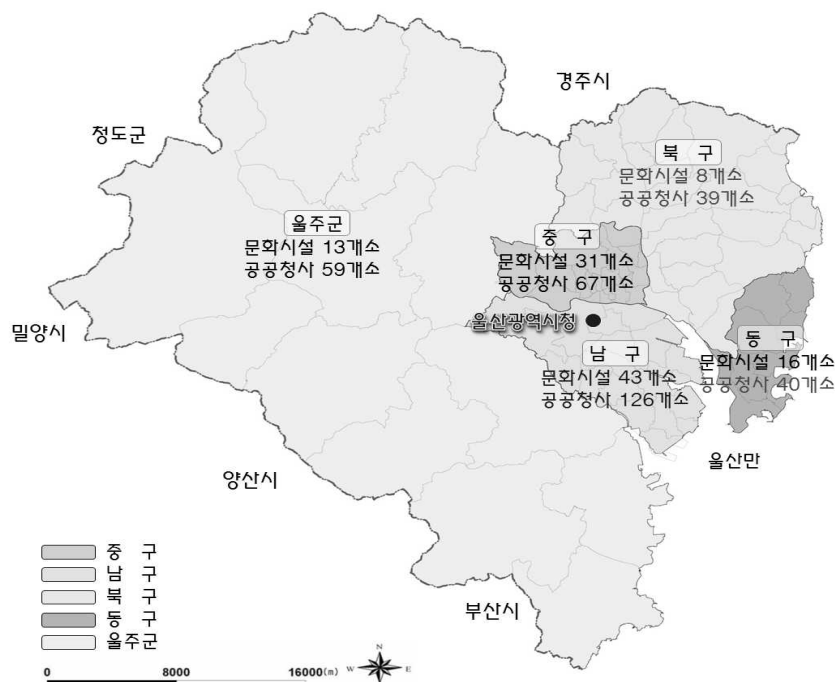 경주시
청도군
북 구
문화시설 8개소
공공청사 39개소
울주군
문화시설 13개소
공공청사 59개소
중 구
문화시설 31개소
공공청사 67개소
밀양시
울산광역시청
동 구
문화시설 16개소
공공청사 40개소
남 구
문화시설 43개소
공공청사 126개소
울산만
양산시
부산시
중 구
남 구
북 구
동 구
울주군
0 8000 16000(m)
N
W E
S